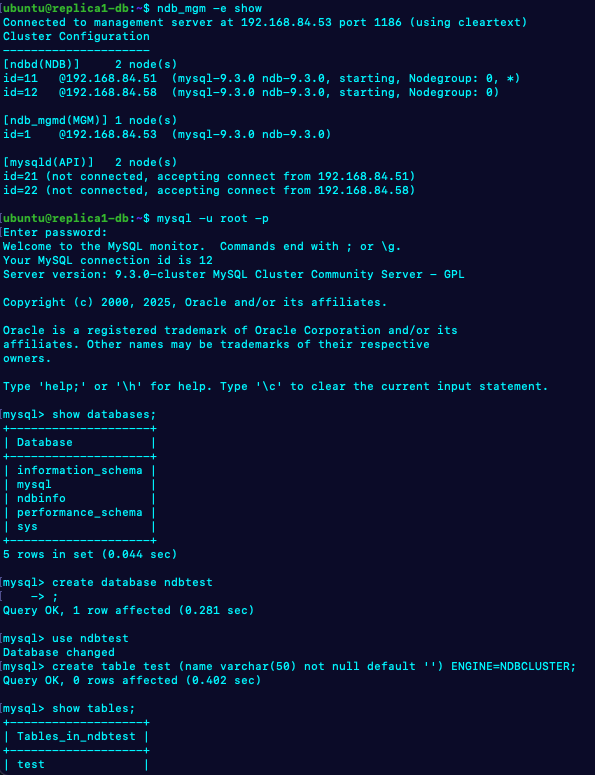 ubuntu@replica1-db:~$ ndb_mgm -e show
Connected to management server at 192.168.84.53 port 1186 (using cleartext)
Cluster Configuration
---------------------
[ndbd(NDB)]     2 node(s)
id=11   @192.168.84.51  (mysql-9.3.0 ndb-9.3.0, starting, Nodegroup: 0, *)
id=12   @192.168.84.58  (mysql-9.3.0 ndb-9.3.0, starting, Nodegroup: 0)

[ndb_mgmd(MGM)] 1 node(s)
id=1    @192.168.84.53  (mysql-9.3.0 ndb-9.3.0)

[mysqld(API)]   2 node(s)
id=21 (not connected, accepting connect from 192.168.84.51)
id=22 (not connected, accepting connect from 192.168.84.58)

[ubuntu@replica1-db:~$ mysql -u root -p
[Enter password:
Welcome to the MySQL monitor.  Commands end with ; or \g.
Your MySQL connection id is 12
Server version: 9.3.0-cluster MySQL Cluster Community Server - GPL

Copyright (c) 2000, 2025, Oracle and/or its affiliates.

Oracle is a registered trademark of Oracle Corporation and/or its
affiliates. Other names may be trademarks of their respective
owners.

Type 'help;' or '\h' for help. Type '\c' to clear the current input statement.

[mysql> show databases;
+--------------------+
| Database           |
+--------------------+
| information_schema |
| mysql              |
| ndbinfo            |
| performance_schema |
| sys                |
+--------------------+
5 rows in set (0.044 sec)

[mysql> create database ndbtest
[    -> ;
Query OK, 1 row affected (0.281 sec)

[mysql> use ndbtest
Database changed
[mysql> create table test (name varchar(50) not null default '') ENGINE=NDBCLUSTER;
Query OK, 0 rows affected (0.402 sec)

[mysql> show tables;
+-------------------+
| Tables_in_ndbtest |
+-------------------+
| test              |